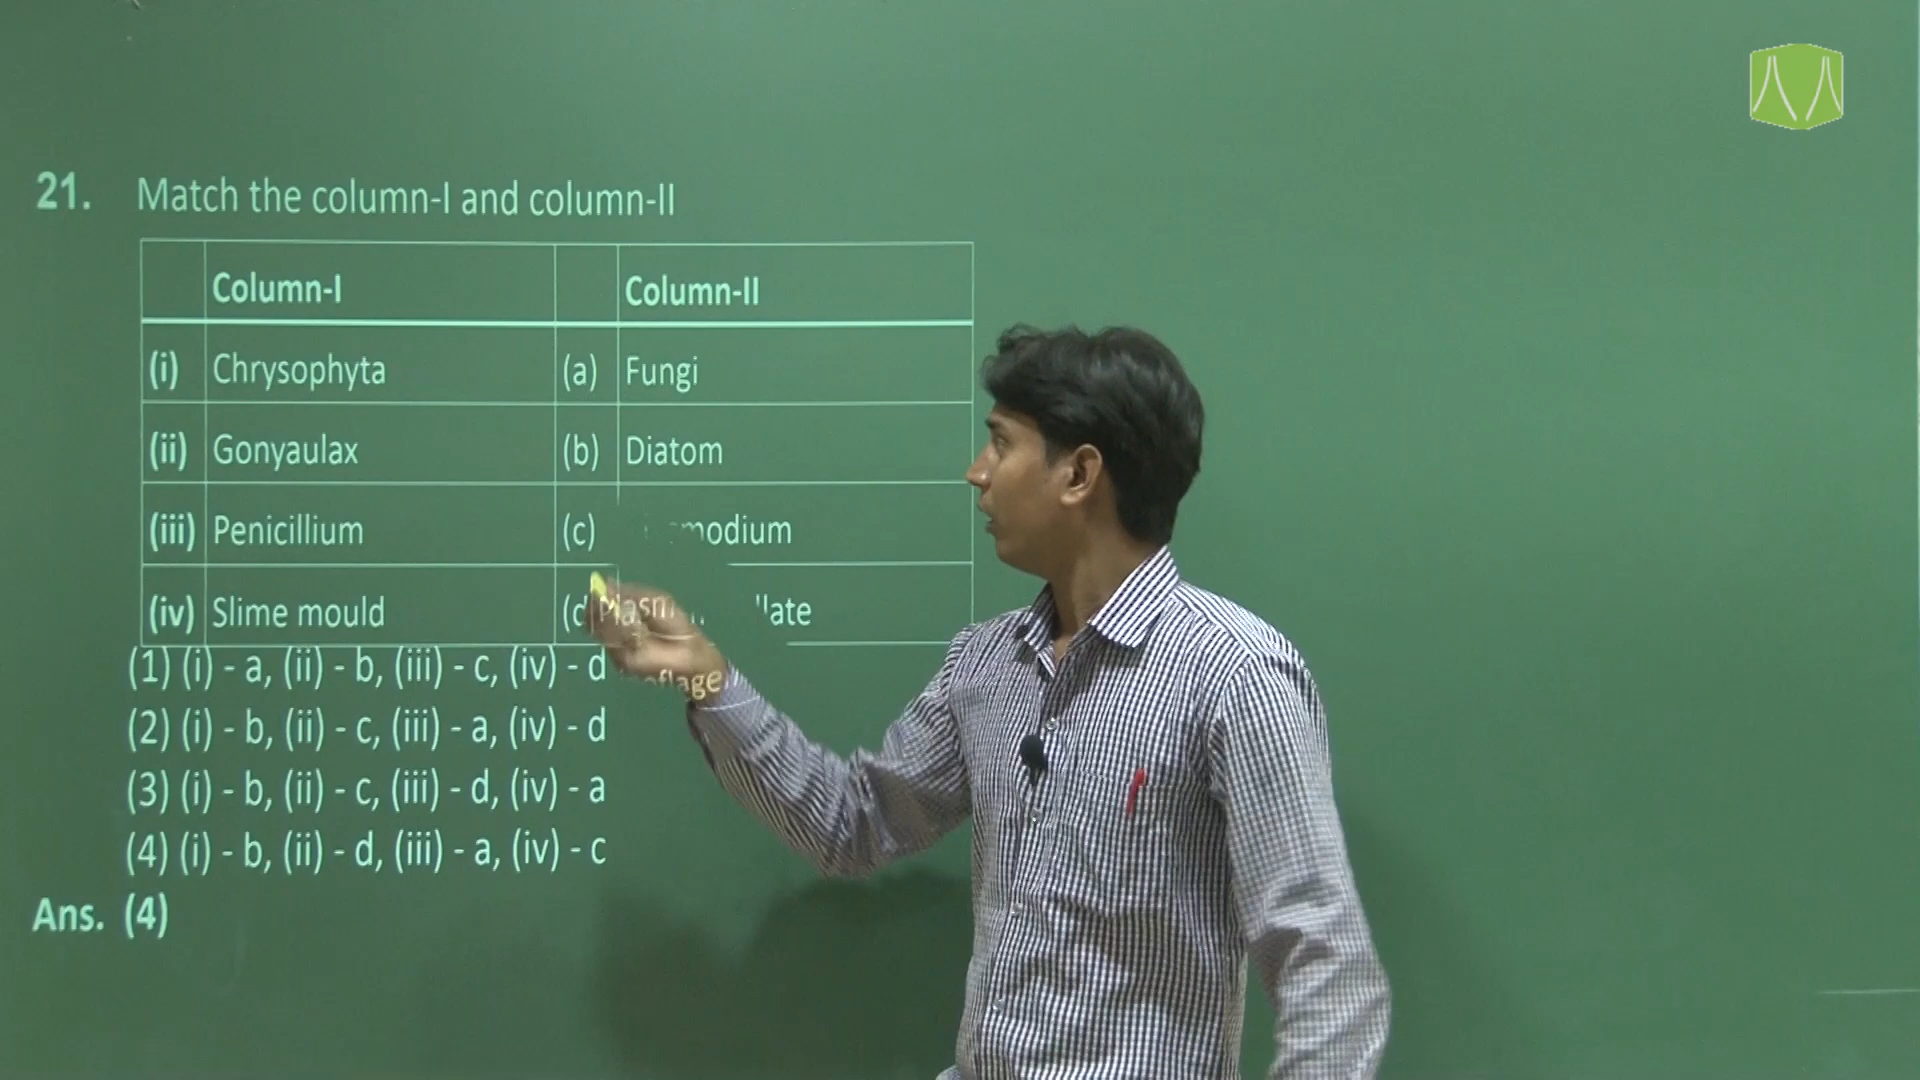 21. Match the column-I and column-II
Column-I Column-II
(i) Chrysophyta (a) Fungi
(ii) Gonyaulax (b) Diatom
(iii) Penicillium (c)
(iv) Slime mould
(1) (i) - a, (ii) - b, (iii) - c, (iv) - d
(2) (i) - b, (ii) - c, (iii) - a, (iv) - d
(3) (i) - b, (ii) - c, (iii) - d, (iv) - a
(4) (i) - b, (ii) - d, (iii) - a, (iv) - c
Ans. (4)